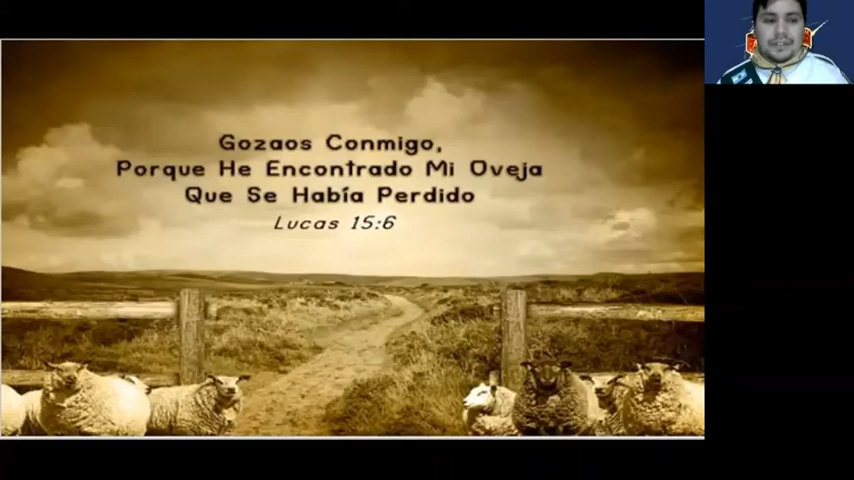 Gozaos Conmigo,
Porque He Encontrado Mi Oveja
Que Se Había Perdido
Lucas 15:6